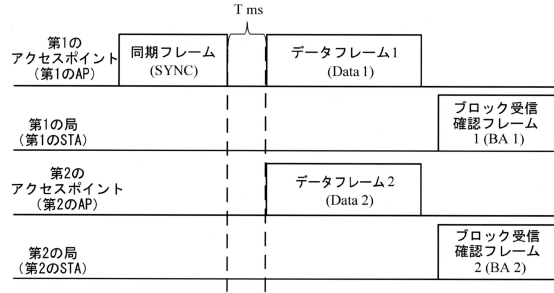 T ms
第1の
アクセスポイント
(第1のAP)
同期フレーム
(SYNC)
データフレーム1
(Data 1)
第1の局
(第1のSTA)
ブロック受信
確認フレーム
1 (BA 1)
第2の
アクセスポイント
(第2のAP)
データフレーム2
(Data 2)
第2の局
(第2のSTA)
ブロック受信
確認フレーム
2 (BA 2)